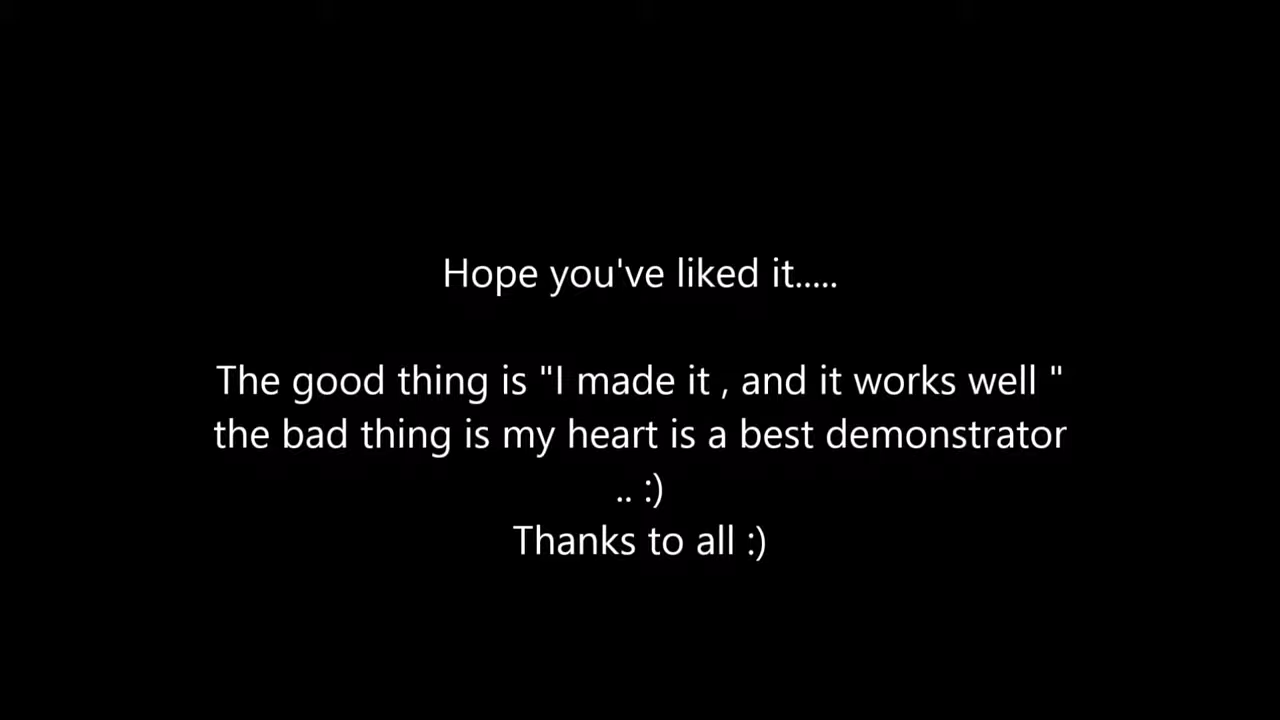 Hope you've liked it.....
The good thing is "I made it , and it works well "
the bad thing is my heart is a best demonstrator
.. :)
Thanks to all :)